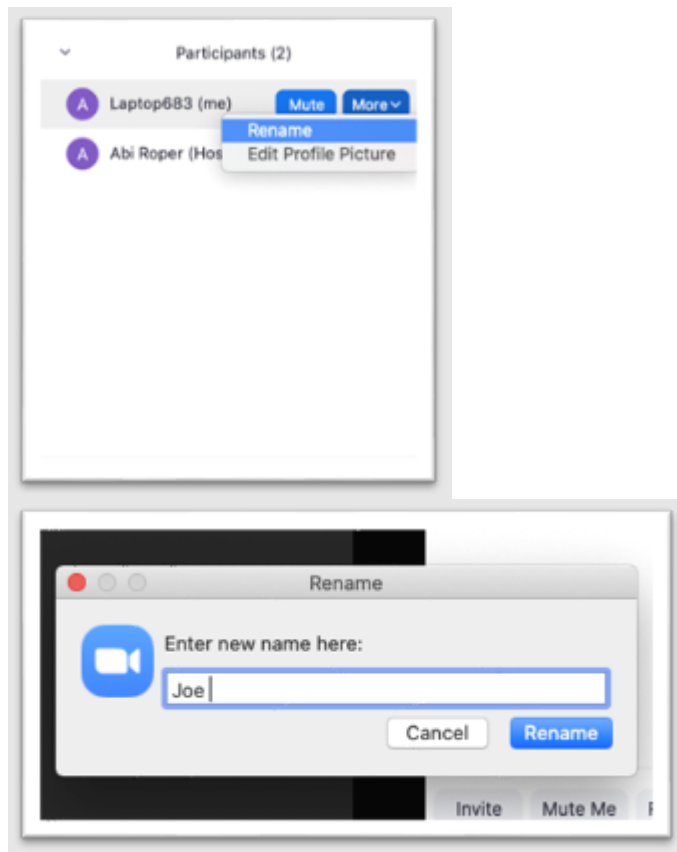 Participants (2)
A Laptop683 (me) Mute More
Rename
A Abi Roper (Hos Edit Profile Picture
Rename
Enter new name here:
Joe
Cancel Rename
Invite Mute Me